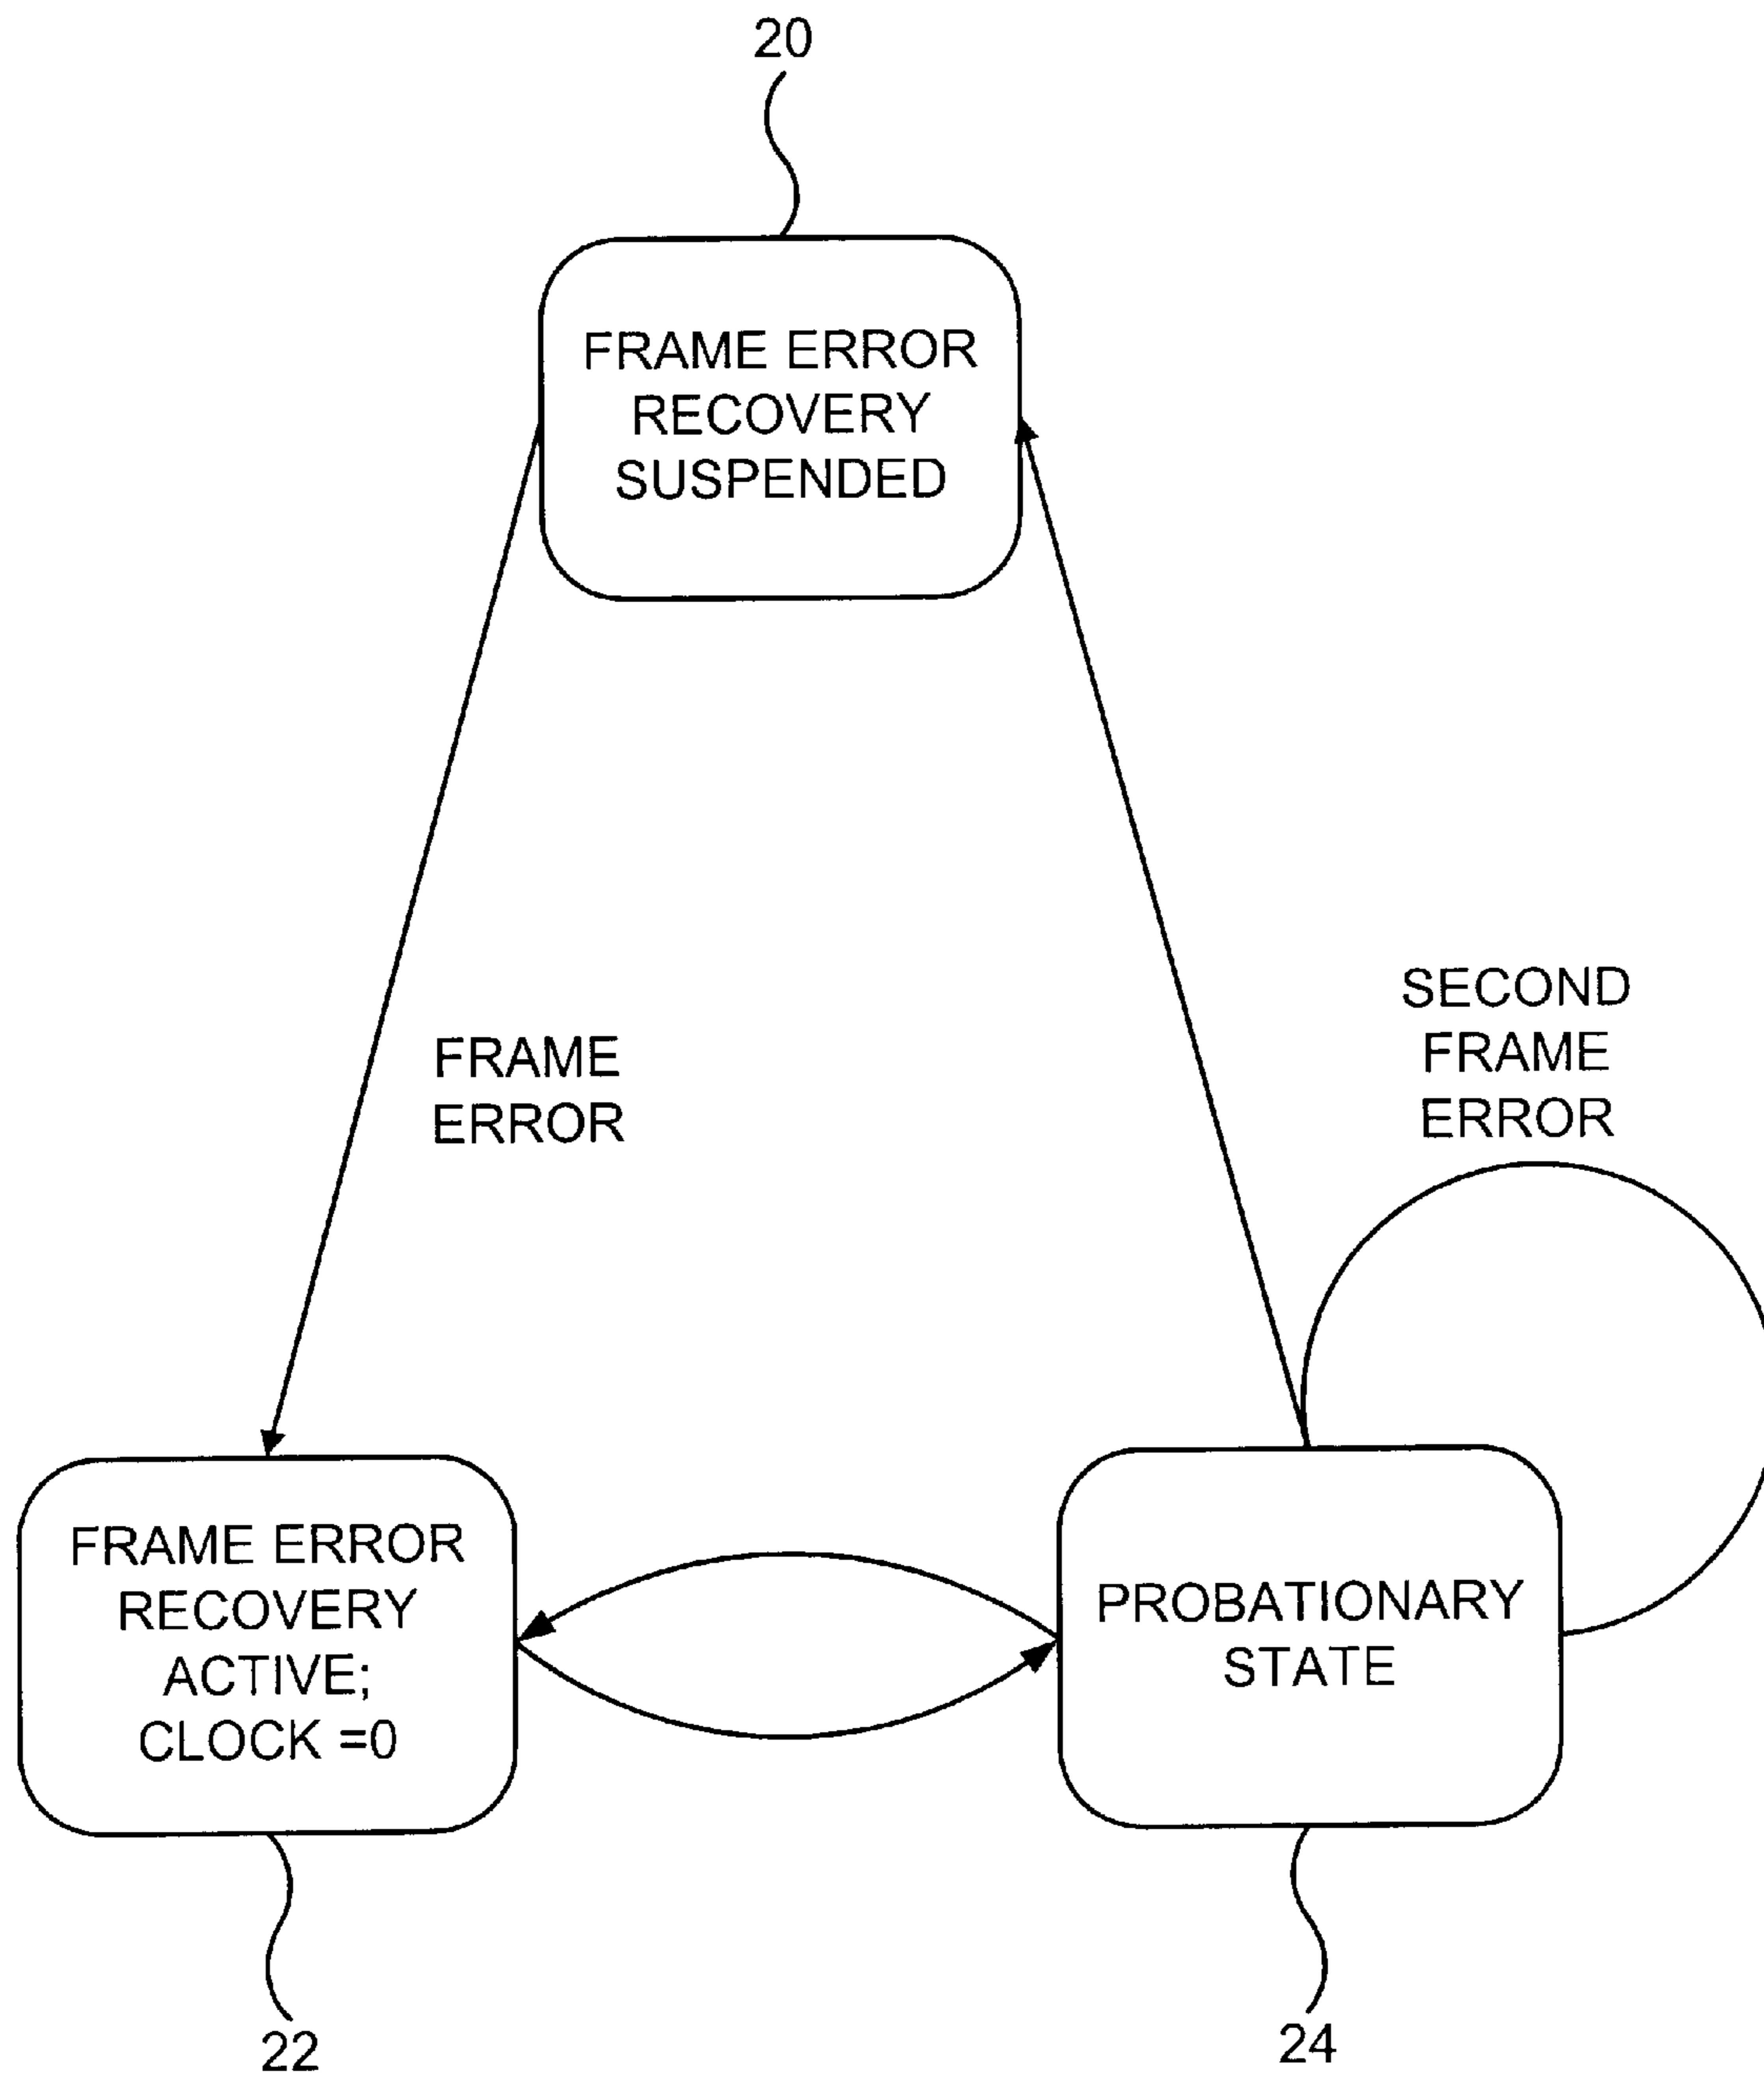 20
FRAME ERROR
RECOVERY
SUSPENDED
FRAME
ERROR
SECOND
FRAME
ERROR
FRAME ERROR
RECOVERY
ACTIVE;
CLOCK =0
PROBATIONARY
STATE
22
24